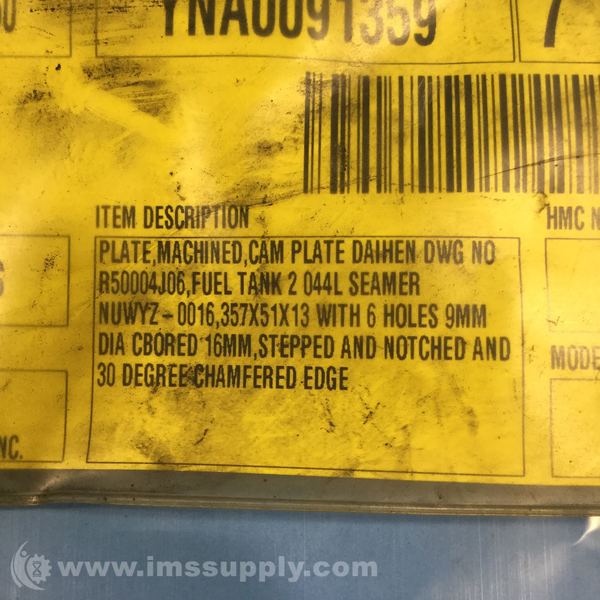 YNA0091359
7
ITEM DESCRIPTION
HMC N
PLATE,MACHINED,CAM PLATE DAIHEN DWG NO
R50004J06,FUEL TANK 2 044L SEAMER
NUWYZ-0016,357X51X13 WITH 6 HOLES 9MM
DIA CBORED 16MM,STEPPED AND NOTCHED AND
30 DEGREE CHAMFERED EDGE
MODE
NC.
www.imssupply.com